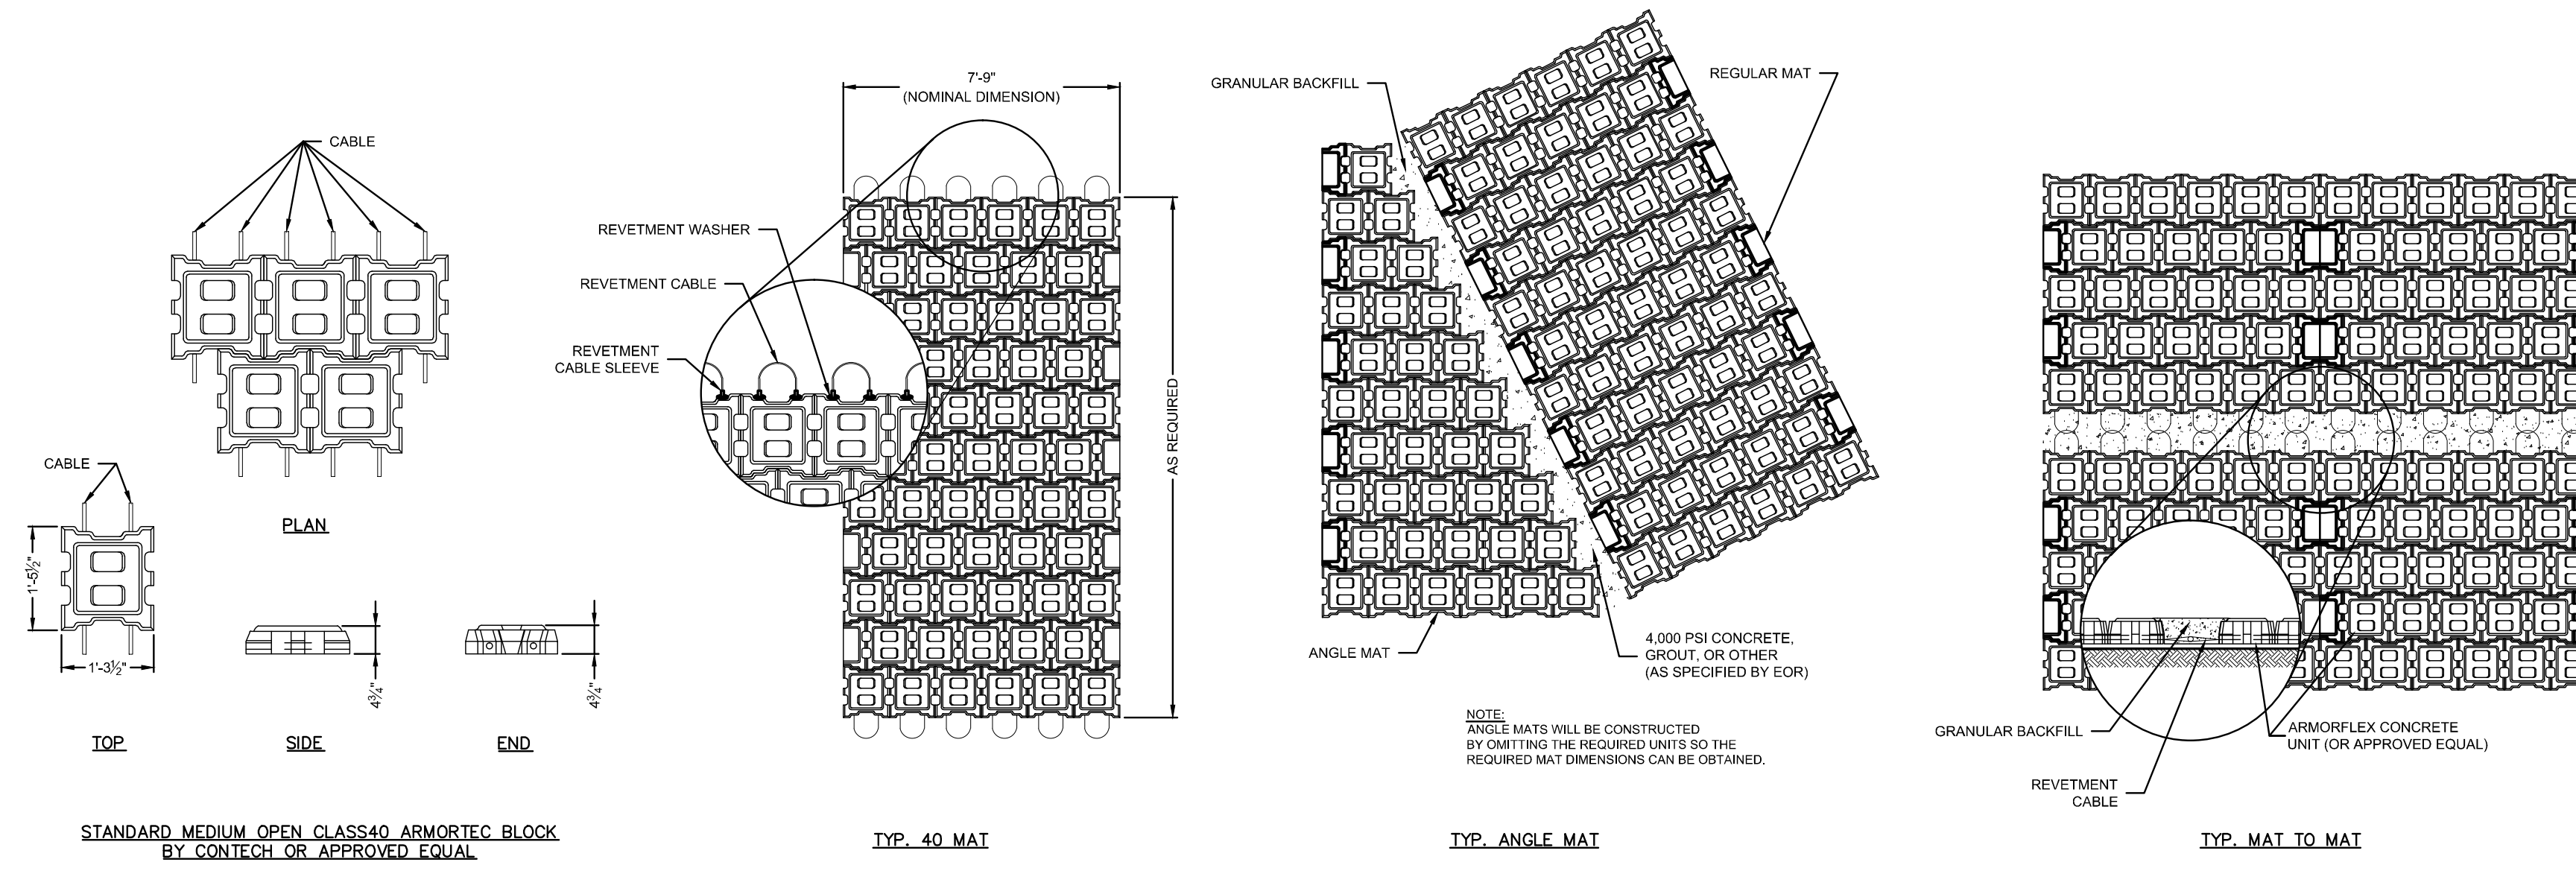 CABLE
PLAN
CABLE
1'-5½"
1'-3½"
TOP
4¾"
SIDE
4¾"
END
STANDARD MEDIUM OPEN CLASS40 ARMORTEC BLOCK
BY CONTECH OR APPROVED EQUAL
7'-9"
(NOMINAL DIMENSION)
REVETMENT WASHER
REVETMENT CABLE
REVETMENT
CABLE SLEEVE
AS REQUIRED
TYP. 40 MAT
GRANULAR BACKFILL
REGULAR MAT
ANGLE MAT
4,000 PSI CONCRETE,
GROUT, OR OTHER
(AS SPECIFIED BY EOR)
NOTE:
ANGLE MATS WILL BE CONSTRUCTED
BY OMITTING THE REQUIRED UNITS SO THE
REQUIRED MAT DIMENSIONS CAN BE OBTAINED.
TYP. ANGLE MAT
GRANULAR BACKFILL
REVETMENT
CABLE
ARMORFLEX CONCRETE
UNIT (OR APPROVED EQUAL)
TYP. MAT TO MAT